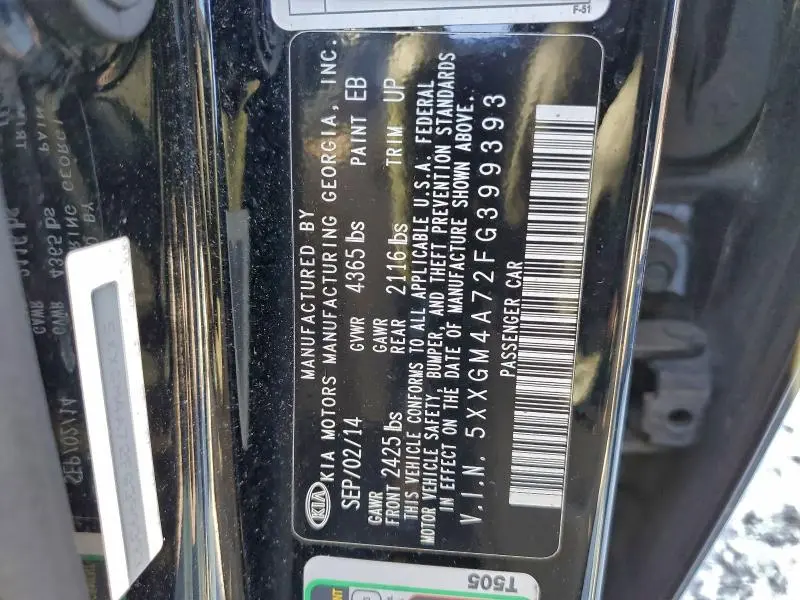 F-51
MANUFACTURED BY
KIA KIA MOTORS MANUFACTURING GEORGIA, INC.
SEP/02/14 GVWR 4365 lbs PAINT EB
GAWR FRONT 2425 lbs GAWR REAR 2116 lbs TRIM UP
THIS VEHICLE CONFORMS TO ALL APPLICABLE U.S.A. FEDERAL
MOTOR VEHICLE SAFETY, BUMPER, AND THEFT PREVENTION STANDARDS
IN EFFECT ON THE DATE OF MANUFACTURE SHOWN ABOVE.
V.I.N. 5XXGM4A72FG399393
PASSENGER CAR
T505